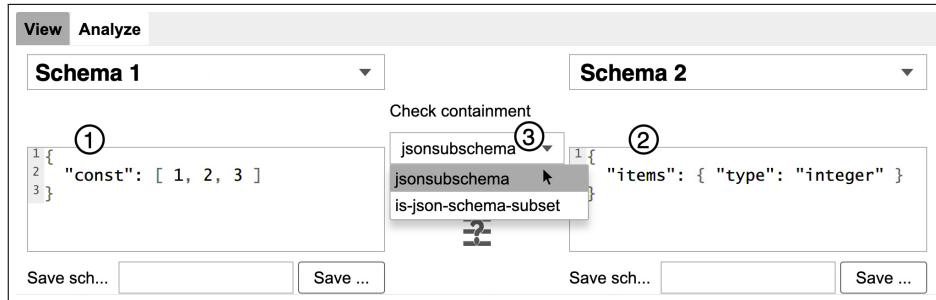 View Analyze
Schema 1
Schema 2
Check containment
① 
③
②
jsonsubschema
jsonsubschema
is-json-schema-subset
1 {
2 "const": [ 1, 2, 3 ]
3 }
1 {
"items": { "type": "integer" }
}
?
Save sch...
Save ...
Save sch...
Save ...